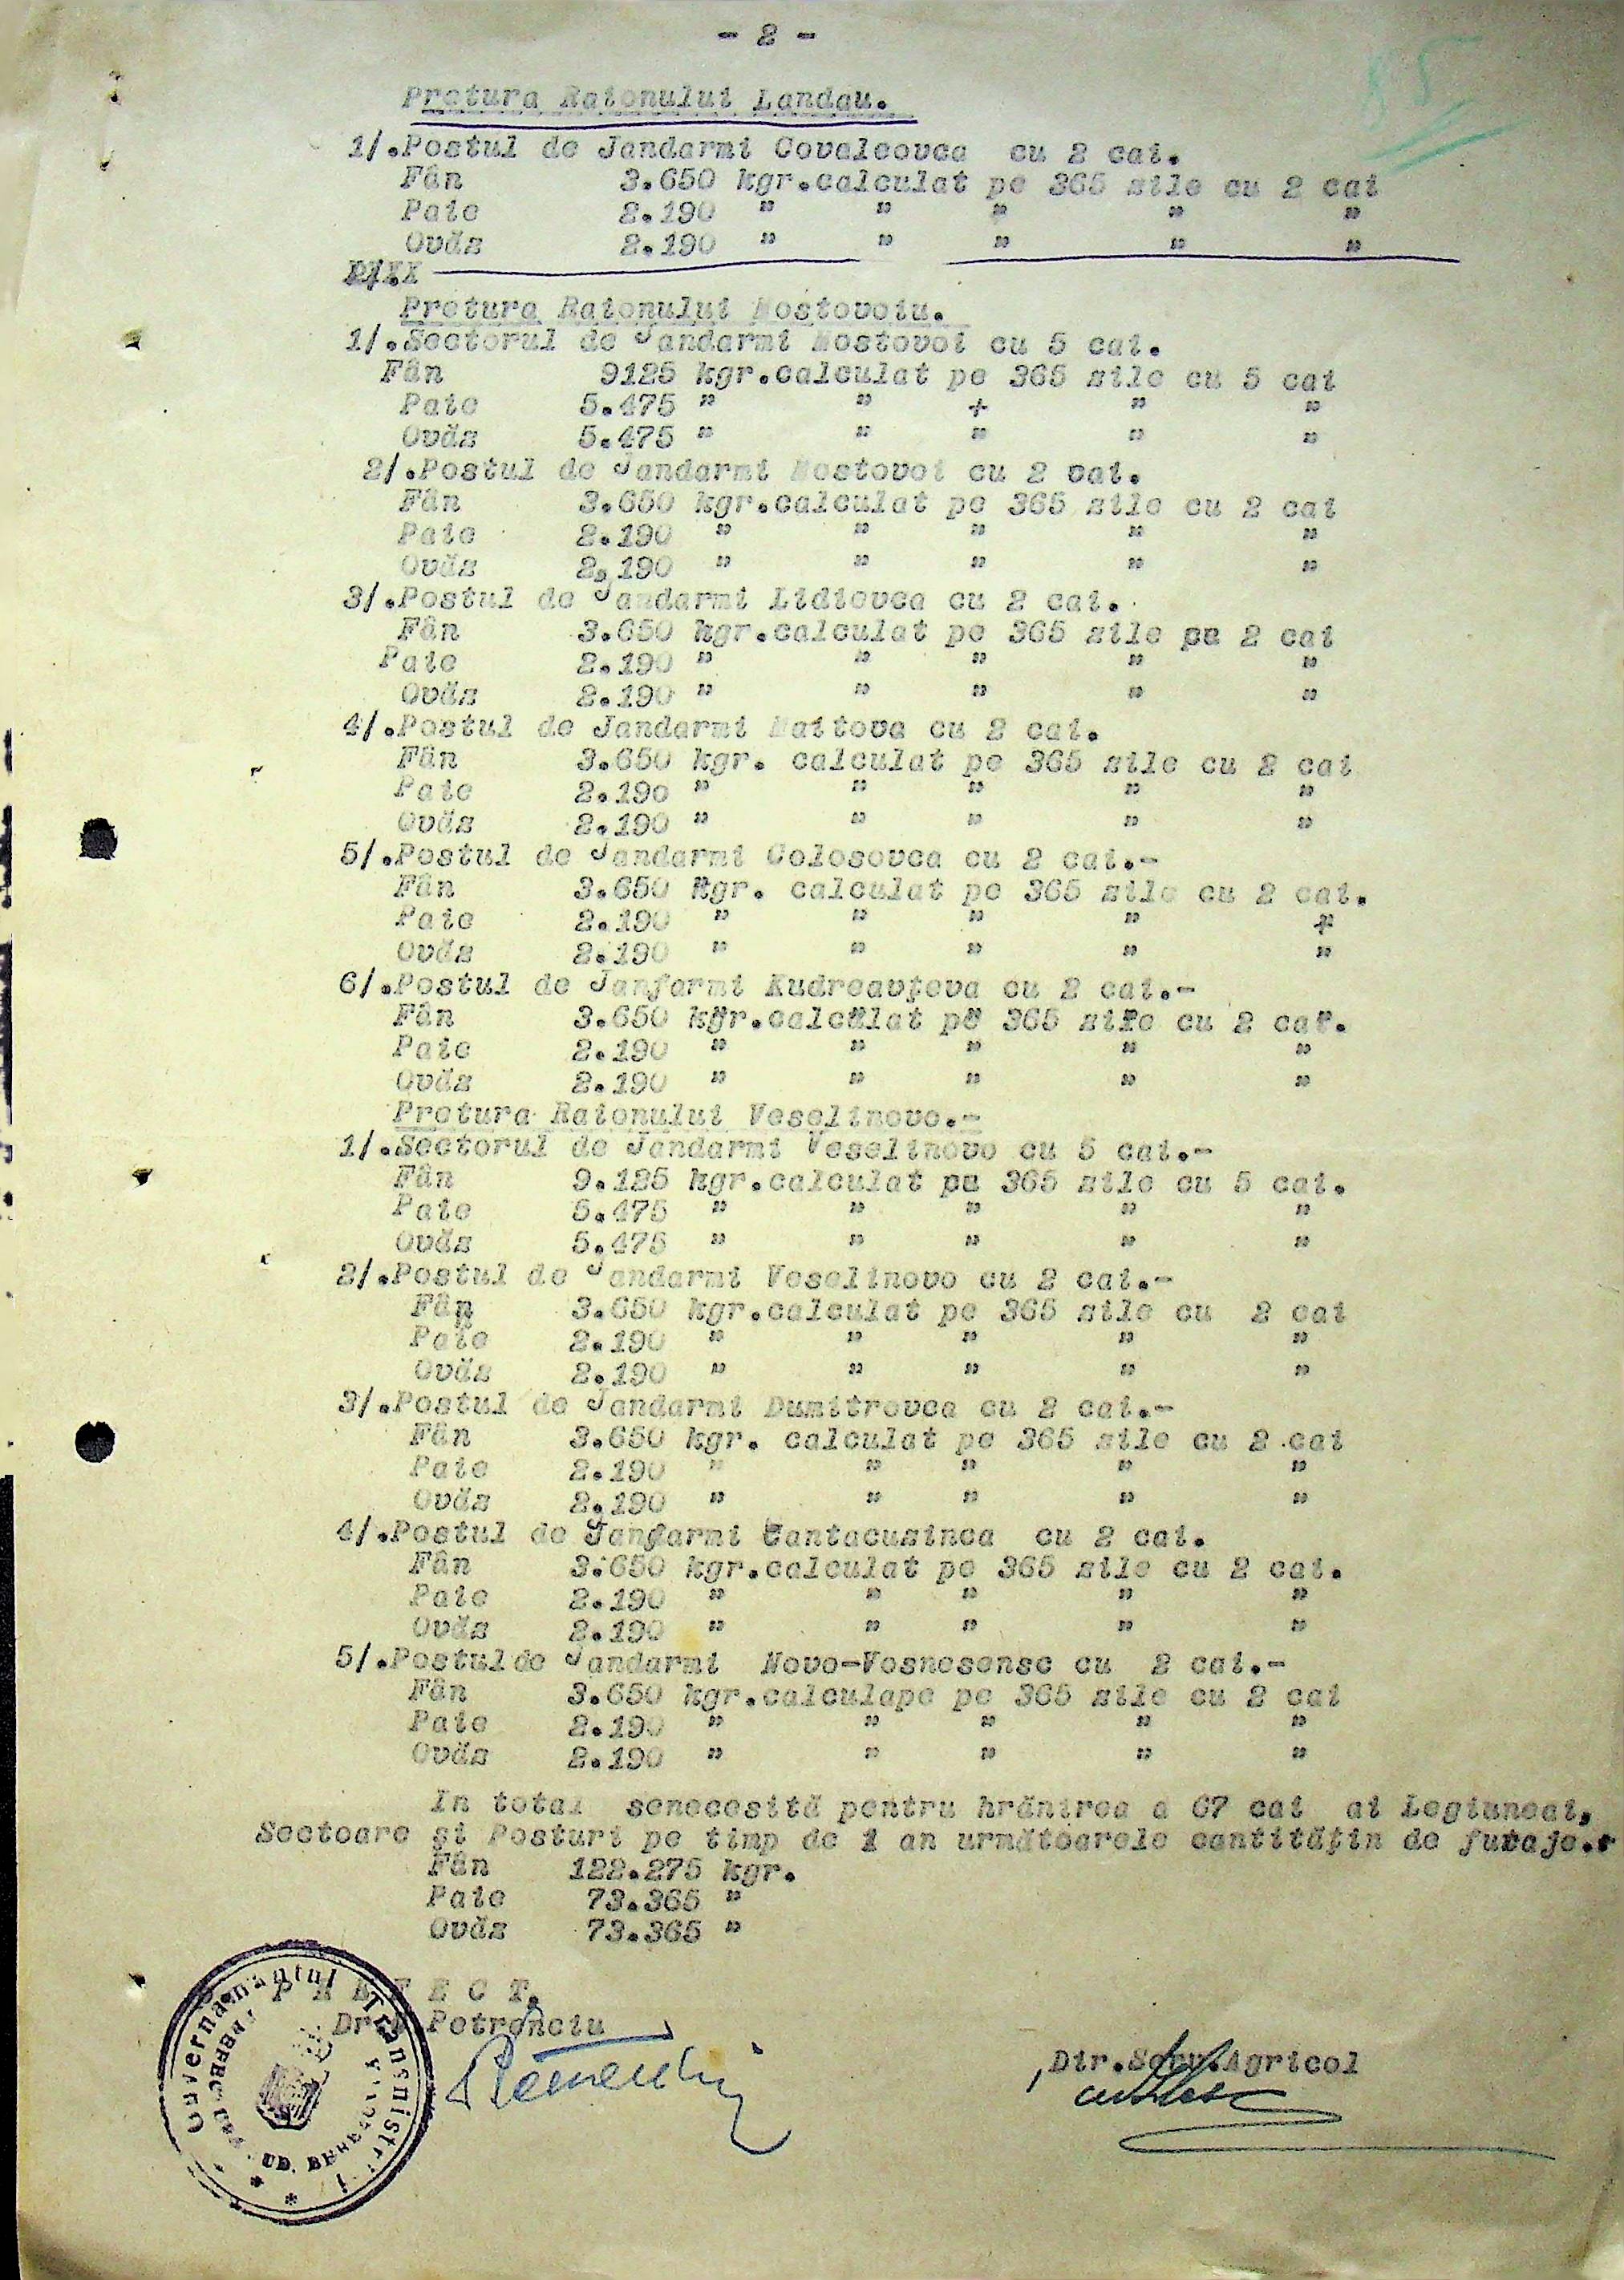 - 2 -
55
Pretura Raionului Landau.
1/.Postul de Jandarmi Covaleovca cu 2 cai.
Fân 3.650 kgr.calculat pe 365 zile cu 2 cai
Paie 2.190 " " " " "
Ovăz 2.190 " " " " "
Pretura Raionului Mostovoiu.
1/.Sectorul de Jandarmi Mostovoi cu 5 cai.
Fân 9125 kgr.calculat pe 365 zile cu 5 cai
Paie 5.475 " " + " "
Ovăz 5.475 " " " " "
2/.Postul de Jandarmi Mostovoi cu 2 cai.
Fân 3.650 kgr.calculat pe 365 zile cu 2 cai
Paie 2.190 " " " " "
Ovăz 2,190 " " " " "
3/.Postul de Jandarmi Lidievca cu 2 cai.
Fân 3.650 kgr.calculat pe 365 zile cu 2 cai
Paie 2.190 " " " " "
Ovăz 2.190 " " " " "
4/.Postul de Jandarmi Maitova cu 2 cai.
Fân 3.650 kgr. calculat pe 365 zile cu 2 cai
Paie 2.190 " " " " "
Ovăz 2.190 " " " " "
5/.Postul de Jandarmi Colosovca cu 2 cai.-
Fân 3.650 kgr. calculat pe 365 zile cu 2 cai.
Paie 2.190 " " " " "
Ovăz 2.190 " " " " "
6/.Postul de Janfarmi Kudreavţeva cu 2 cai.-
Fân 3.650 kgr.calculat pe 365 zile cu 2 cai.
Paie 2.190 " " " " "
Ovăz 2.190 " " " " "
Pretura Raionului Veselinovo.-
1/.Sectorul de Jandarmi Veselinovo cu 5 cai.-
Fân 9.125 kgr.calculat pe 365 zile cu 5 cai.
Paie 5.475 " " " " "
Ovăz 5.475 " " " " "
2/.Postul de Jandarmi Veselinovo cu 2 cai.-
Fân 3.650 kgr.calculat pe 365 zile cu 2 cai
Paie 2.190 " " " " "
Ovăz 2.190 " " " " "
3/.Postul de Jandarmi Dumitrovca cu 2 cai.-
Fân 3.650 kgr. calculat pe 365 zile cu 2 cai
Paie 2.190 " " " " "
Ovăz 2.190 " " " " "
4/.Postul de Jandarmi Cantacuzinca cu 2 cai.
Fân 3.650 kgr.calculat pe 365 zile cu 2 cai.
Paie 2.190 " " " " "
Ovăz 2.190 " " " " "
5/.Postul de Jandarmi Novo-Vosnesensc cu 2 cai.-
Fân 3.650 kgr.calculape pe 365 zile cu 2 cai
Paie 2.190 " " " " "
Ovăz 2.190 " " " " "
In total senecesită pentru hrănirea a 67 cai ai Legiuneai,
Sectoare şi Posturi pe timp de 1 an următoarele cantităţin de furaje.
Fân 122.275 kgr.
Paie 73.365 "
Ovăz 73.365 "
P R E F E C T,
Dr. Petrenciu
Dir.Serv.Agricol
Guvernamantul Transnistriei